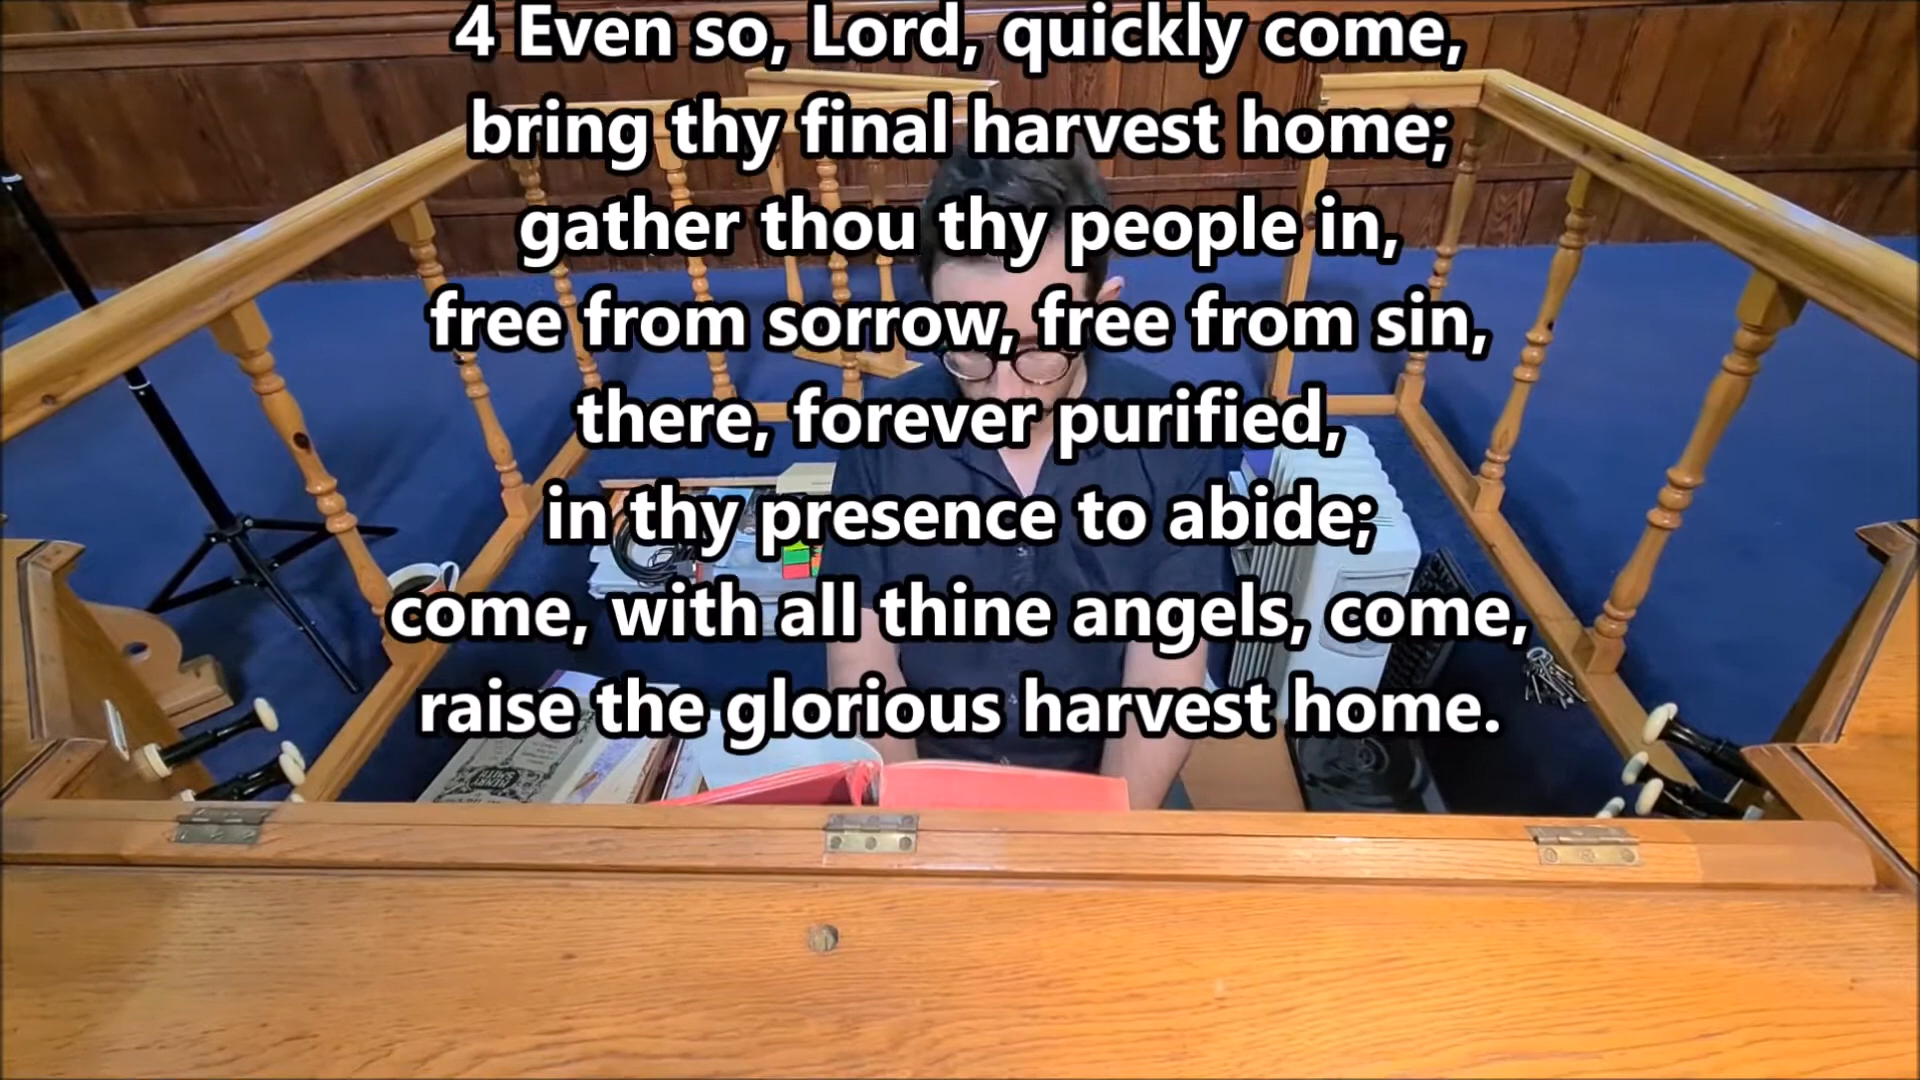 4 Even so, Lord, quickly come,
bring thy final harvest home;
gather thou thy people in,
free from sorrow, free from sin,
there, forever purified,
in thy presence to abide;
come, with all thine angels, come,
raise the glorious harvest home.